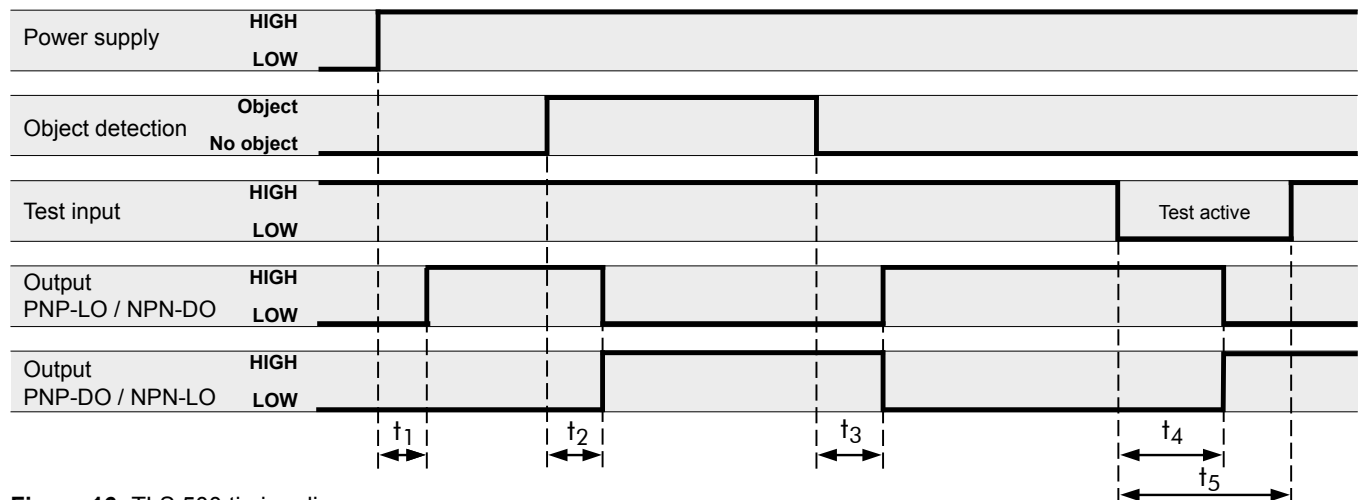 Power supply
HIGH
LOW
Object detection
Object
No object
Test input
HIGH
LOW
Test active
Output
PNP-LO / NPN-DO
HIGH
LOW
Output
PNP-DO / NPN-LO
HIGH
LOW
t1
t2
t3
t4
t5